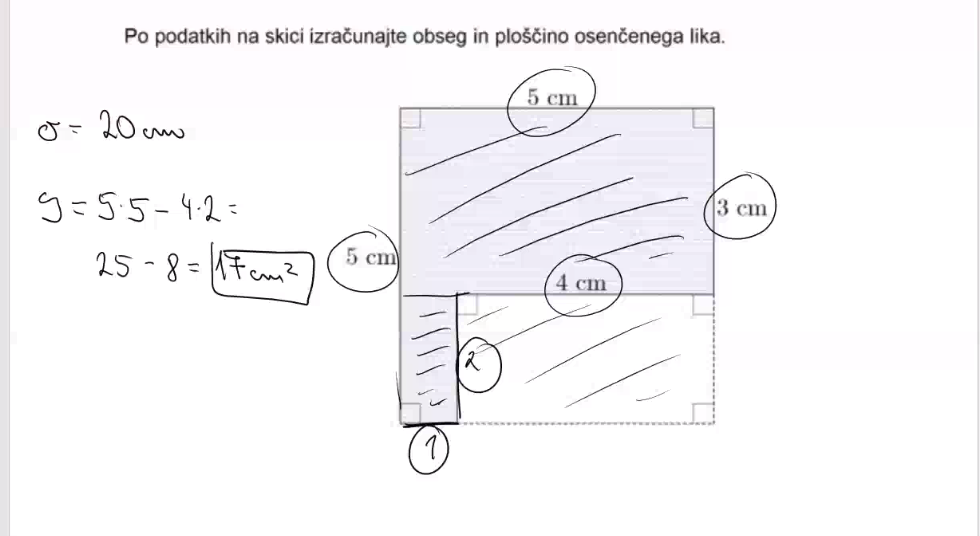 Po podatkih na skici izračunajte obseg in ploščino osenčenega lika.
5 cm
σ = 20 cm
3 cm
S = 5·5 - 4·2 =
5 cm
25 - 8 = 17 cm²
4 cm
2
1